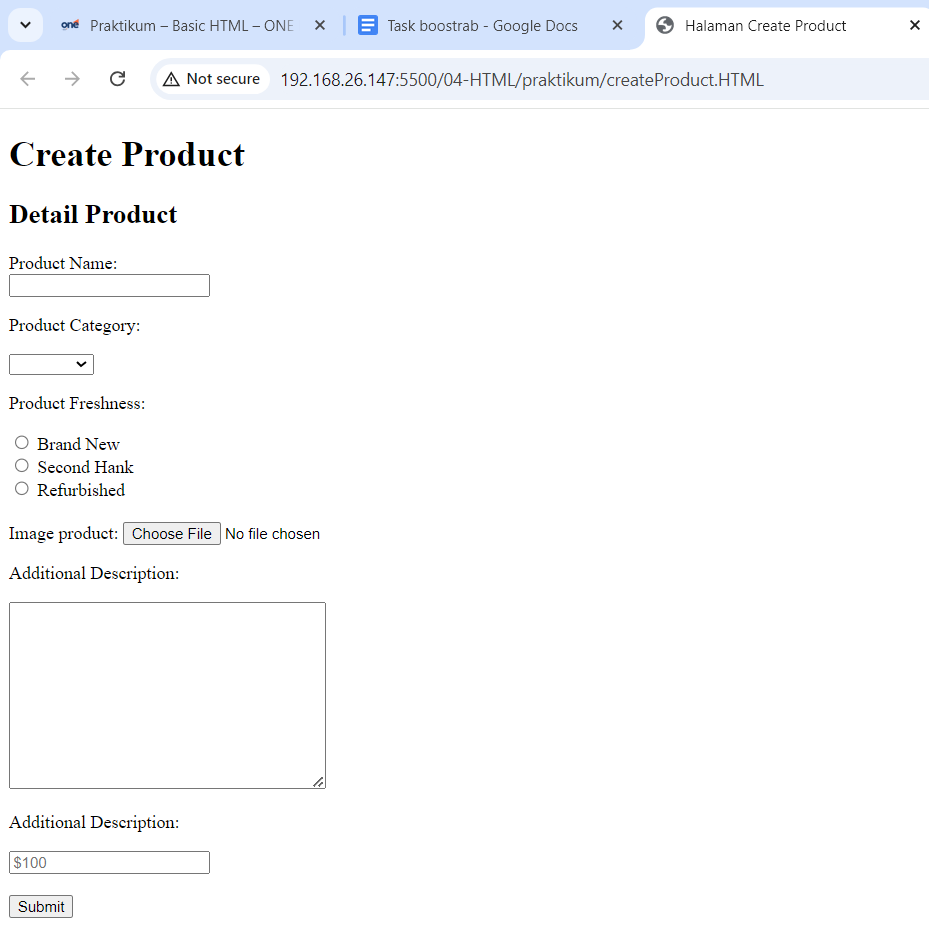 oné Praktikum – Basic HTML – ONE
Task boostrab - Google Docs
Halaman Create Product
Not secure
192.168.26.147:5500/04-HTML/praktikum/createProduct.HTML
Create Product
Detail Product
Product Name:
Product Category:
Product Freshness:
Brand New
Second Hank
Refurbished
Image product: Choose File No file chosen
Additional Description:
Additional Description:
$100
Submit